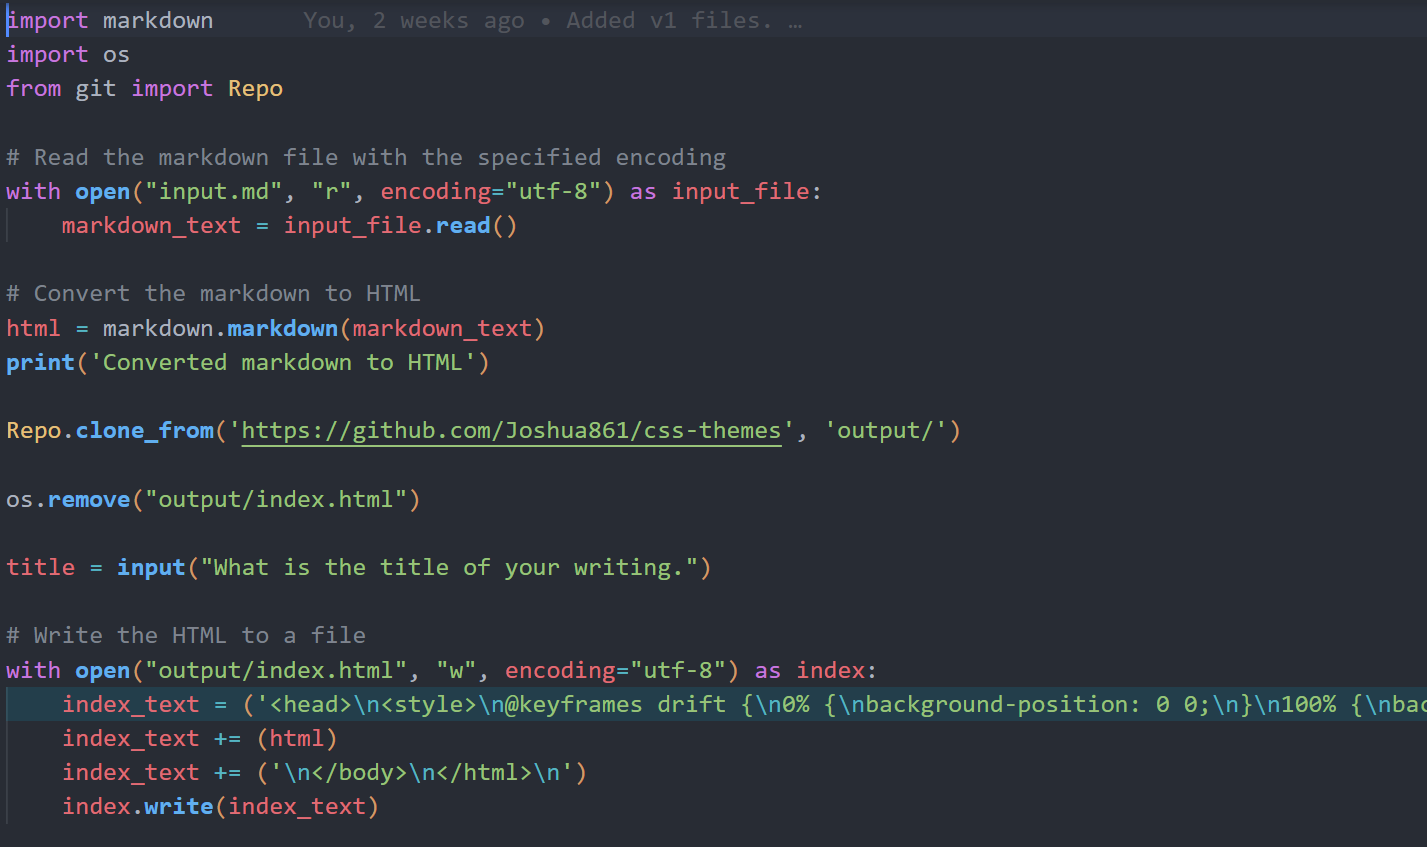 import markdown You, 2 weeks ago • Added v1 files. …
import os
from git import Repo
# Read the markdown file with the specified encoding
with open("input.md", "r", encoding="utf-8") as input_file:
    markdown_text = input_file.read()
# Convert the markdown to HTML
html = markdown.markdown(markdown_text)
print('Converted markdown to HTML')
Repo.clone_from('https://github.com/Joshua861/css-themes', 'output/')
os.remove("output/index.html")
title = input("What is the title of your writing.")
# Write the HTML to a file
with open("output/index.html", "w", encoding="utf-8") as index:
    index_text = ('<head>\n<style>\n@keyframes drift {\n0% {\nbackground-position: 0 0;\n}\n100% {\nbac
    index_text += (html)
    index_text += ('\n</body>\n</html>\n')
    index.write(index_text)